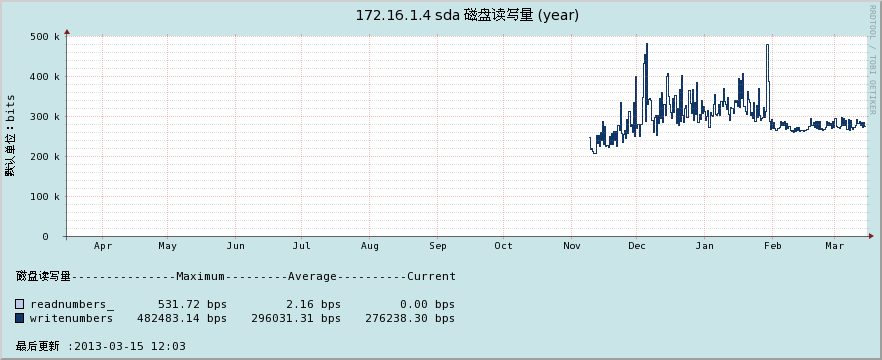 172.16.1.4 sda 磁盘读写量 (year)
RRDTOOL / TOBI OETIKER
默认单位：bits
500 k
400 k
300 k
200 k
100 k
0
Apr May Jun Jul Aug Sep Oct Nov Dec Jan Feb Mar
磁盘读写量---------------Maximum---------Average----------Current
readnumbers_ 531.72 bps 2.16 bps 0.00 bps
writenumbers 482483.14 bps 296031.31 bps 276238.30 bps
最后更新 :2013-03-15 12:03